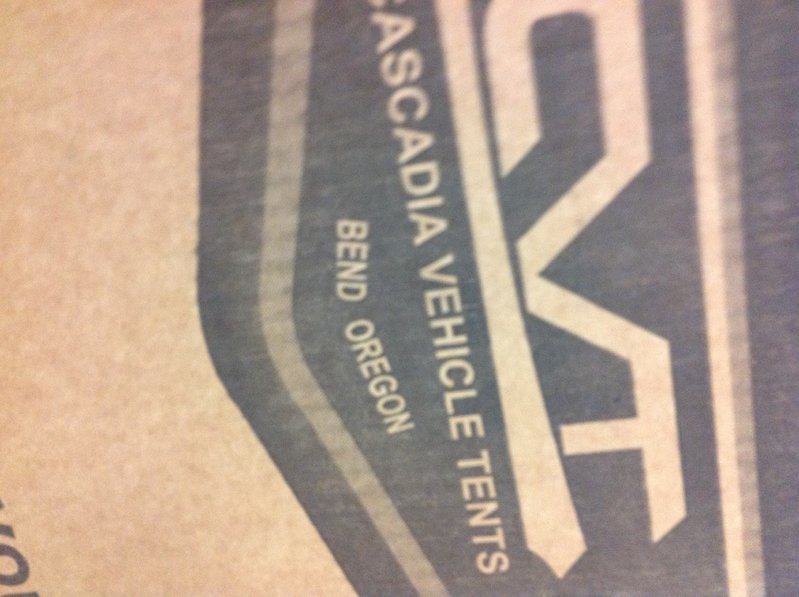 CVT
CASCADIA VEHICLE TENTS
BEND OREGON